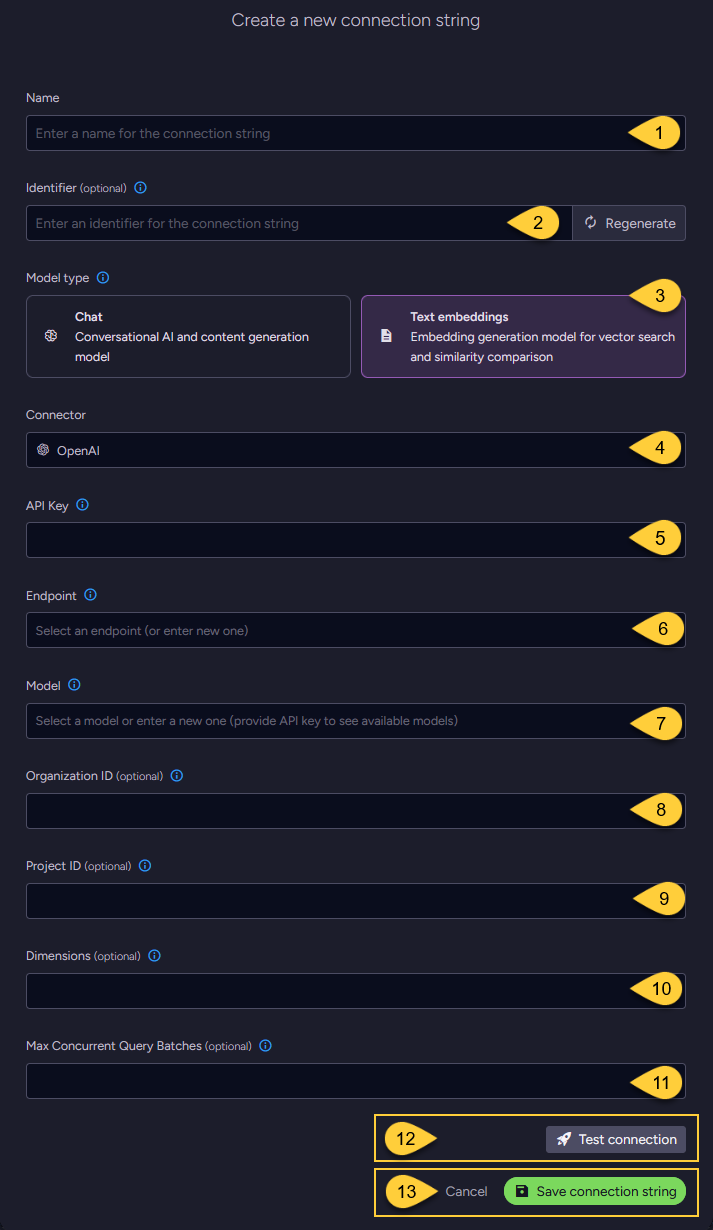 Create a new connection string
Name
Enter a name for the connection string
1
Identifier (optional)
Enter an identifier for the connection string
2
Regenerate
Model type
3
Chat
Conversational AI and content generation
model
Text embeddings
Embedding generation model for vector search
and similarity comparison
Connector
OpenAI
4
API Key
5
Endpoint
Select an endpoint (or enter new one)
6
Model
Select a model or enter a new one (provide API key to see available models)
7
Organization ID (optional)
8
Project ID (optional)
9
Dimensions (optional)
10
Max Concurrent Query Batches (optional)
11
12
Test connection
13
Cancel
Save connection string